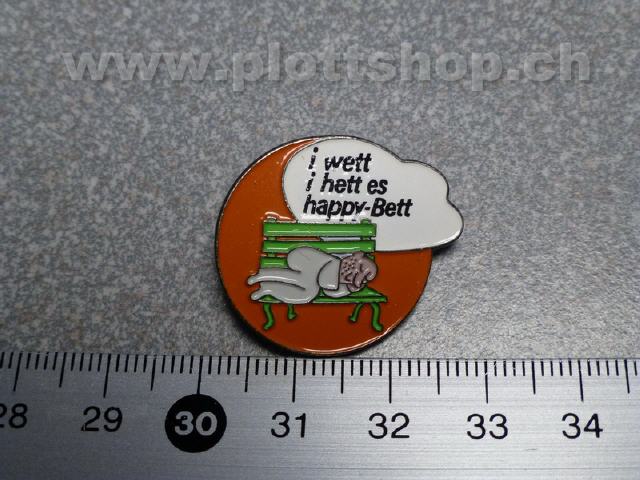 www.plottshop.ch
i wett
i hett es
happy-Bett
28 29 30 31 32 33 34